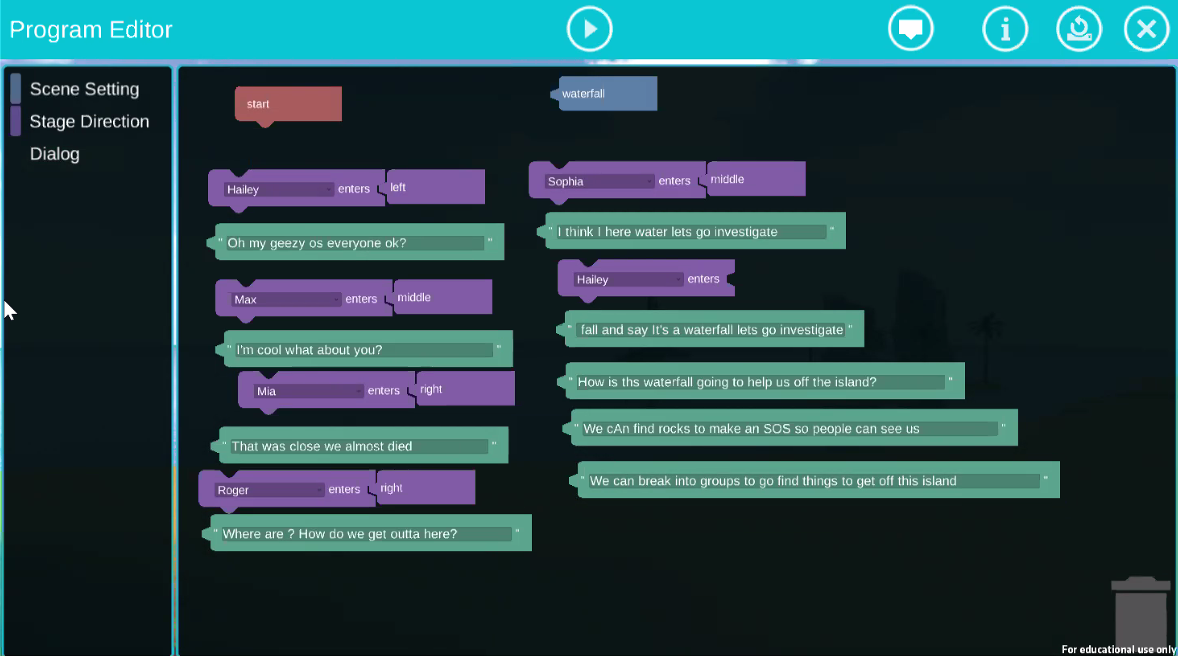 Program Editor
Scene Setting
Stage Direction
Dialog
start
Hailey enters left
" Oh my geezy os everyone ok? "
Max enters middle
" I'm cool what about you? "
Mia enters right
" That was close we almost died "
Roger enters right
" Where are ? How do we get outta here? "
waterfall
Sophia enters middle
" I think I here water lets go investigate "
Hailey enters
" fall and say It's a waterfall lets go investigate "
" How is ths waterfall going to help us off the island? "
" We cAn find rocks to make an SOS so people can see us "
" We can break into groups to go find things to get off this island "
For educational use only